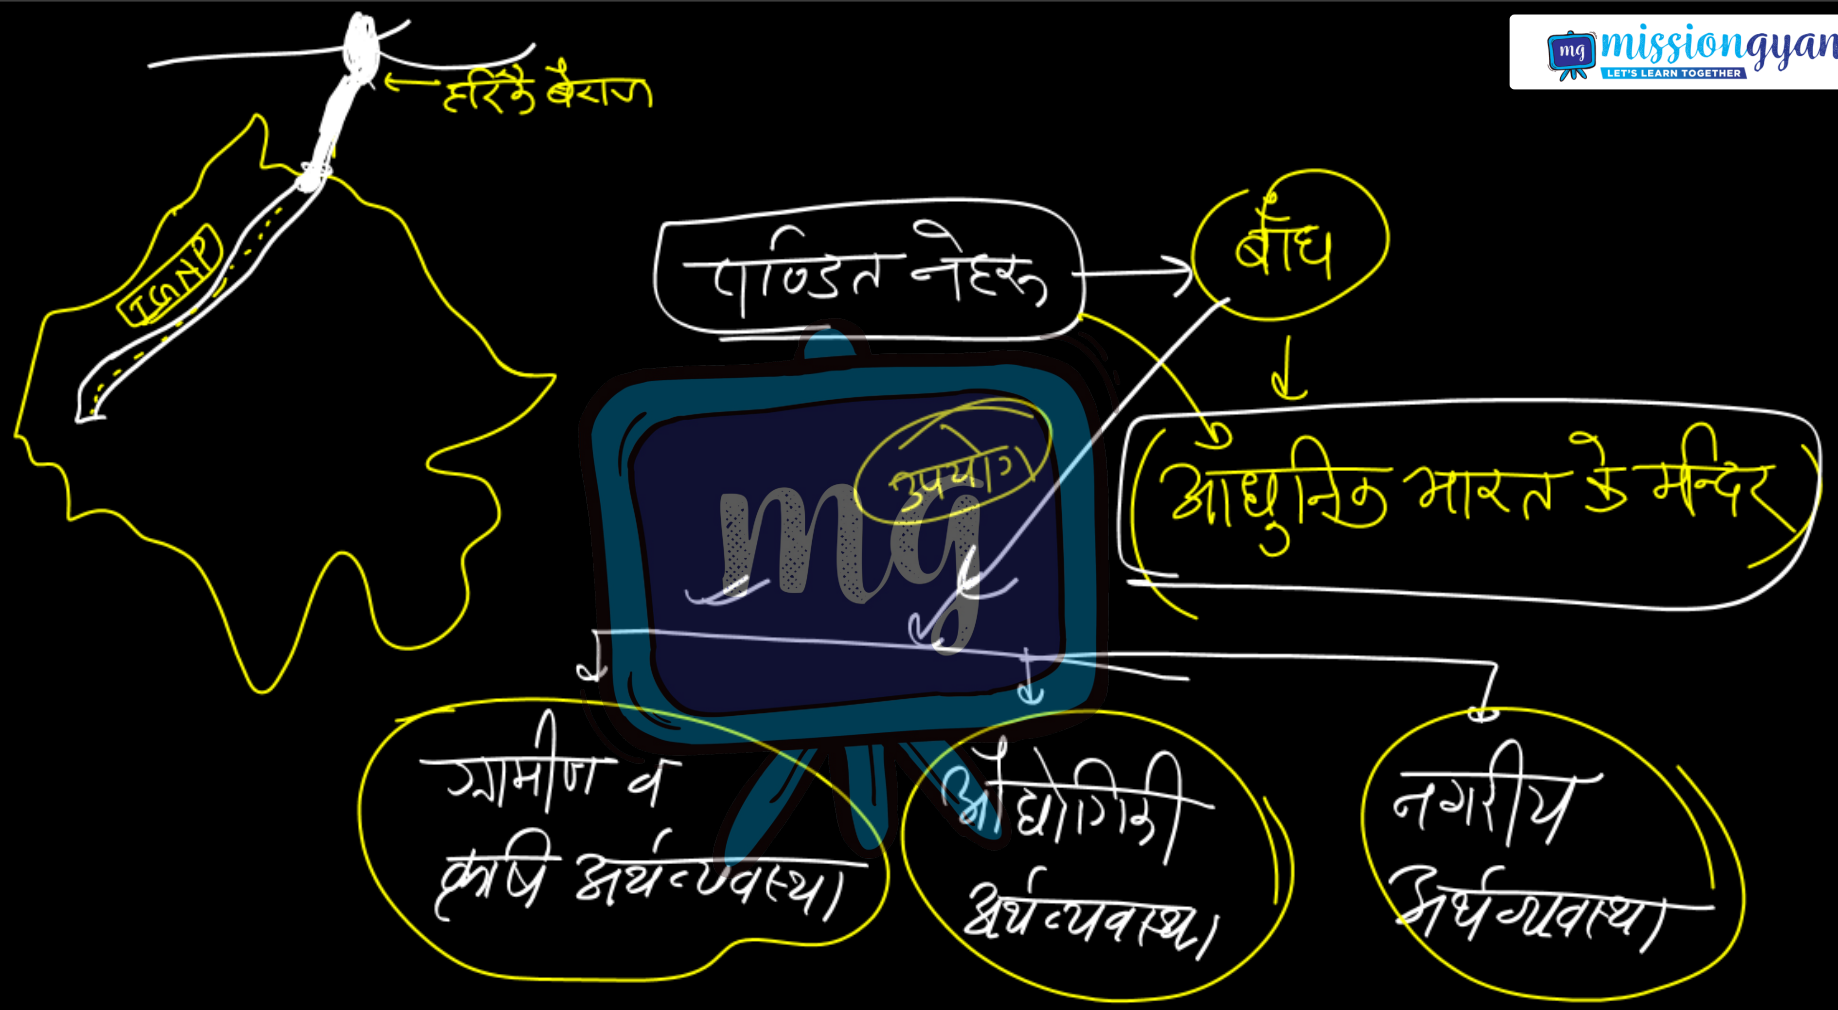 mg missiongyan
LET'S LEARN TOGETHER
हरिके बैराज
IGNP
पण्डित नेहरू
बाँध
उपयोग
mg
आधुनिक भारत के मन्दिर
ग्रामीण व
कृषि अर्थव्यवस्था
औद्योगिकी
अर्थव्यवस्था
नगरीय
अर्थव्यवस्था